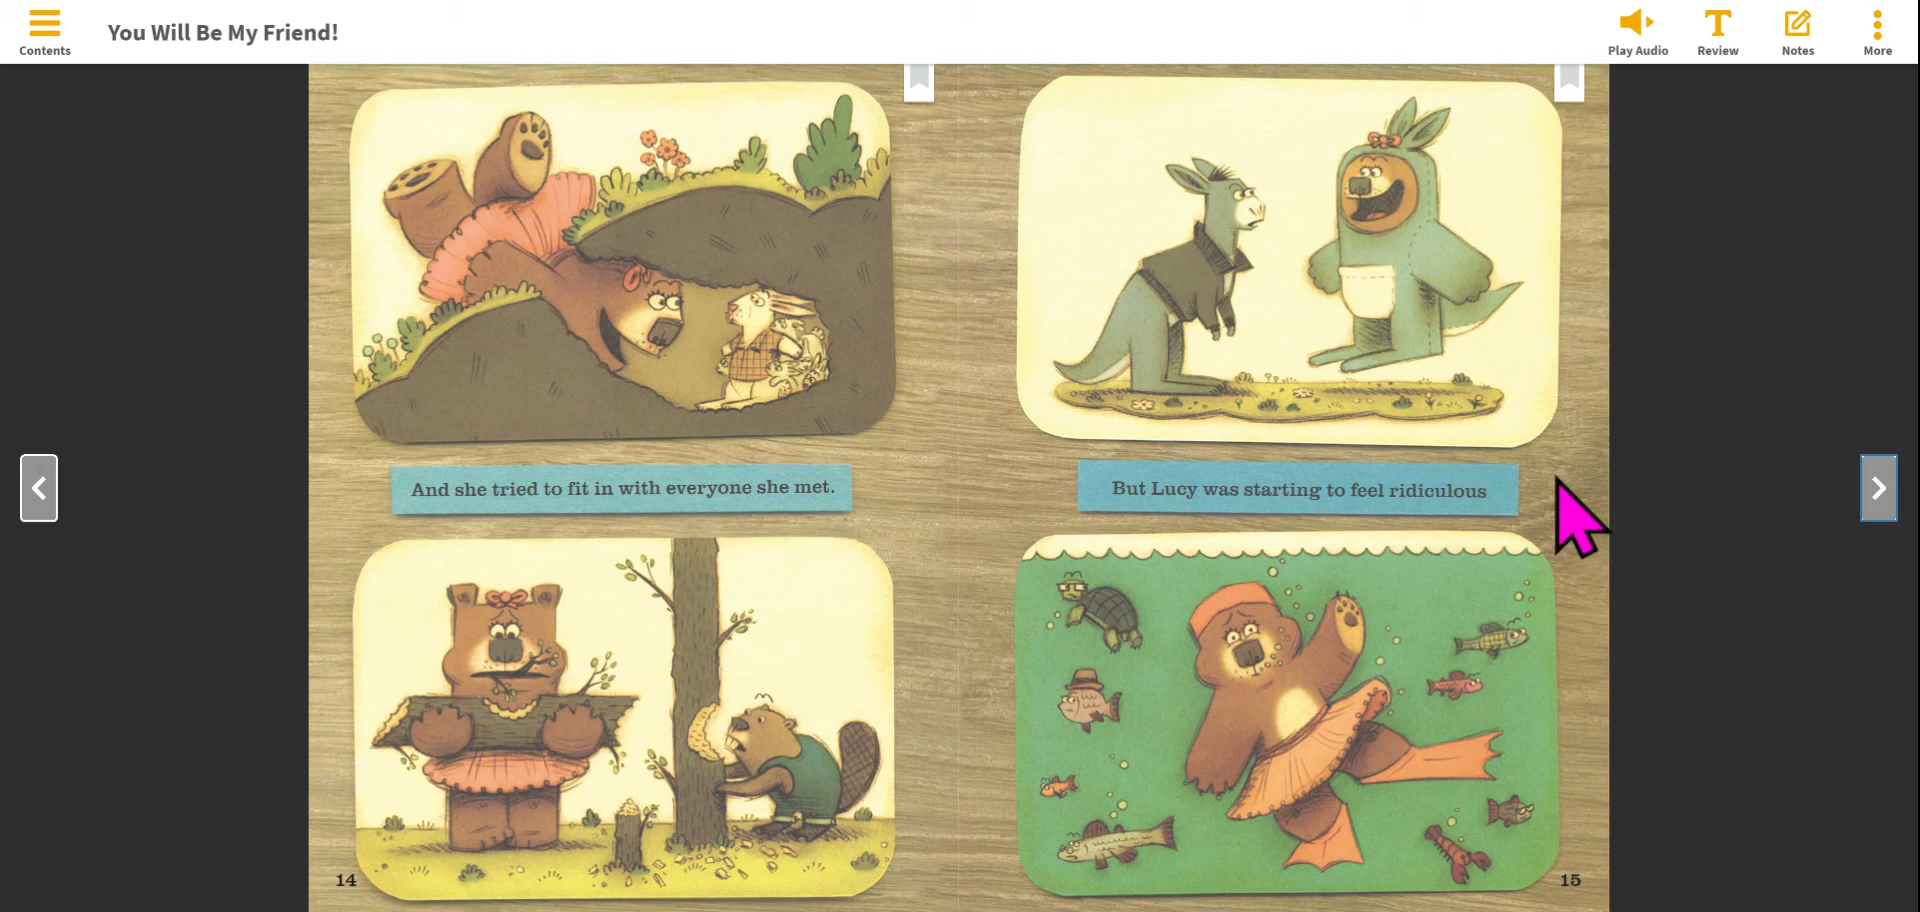 Contents
You Will Be My Friend!
Play Audio
Review
Notes
More
And she tried to fit in with everyone she met.
But Lucy was starting to feel ridiculous
14
15